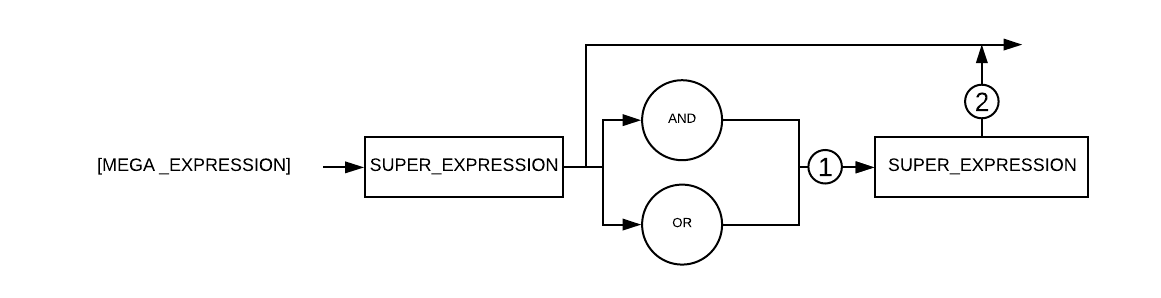 [MEGA _EXPRESSION]
SUPER_EXPRESSION
AND
OR
1
SUPER_EXPRESSION
2